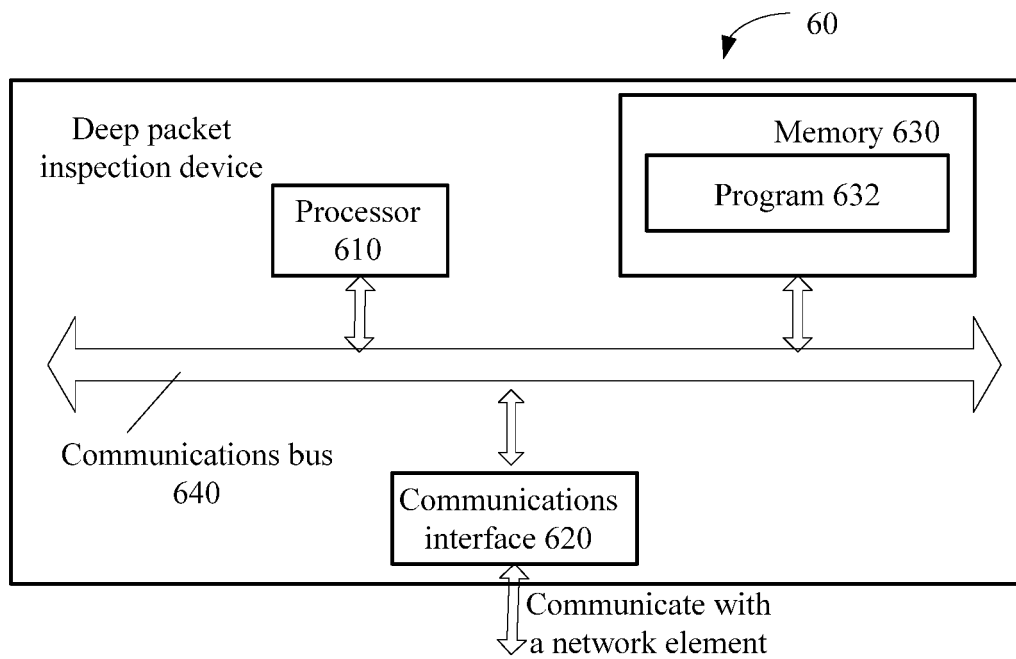 60
Deep packet
inspection device
Memory 630
Program 632
Processor
610
Communications bus
640
Communications
interface 620
Communicate with
a network element